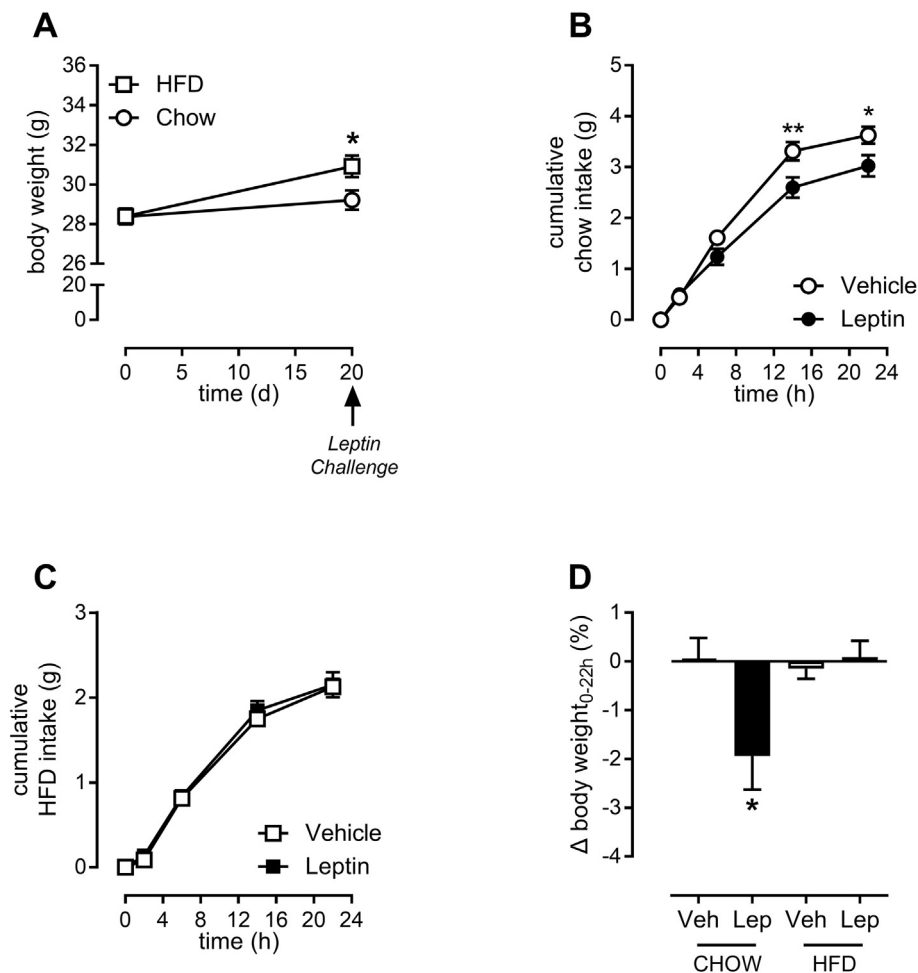 A
body weight (g)
36
34
32
30
28
26
20
0
HFD
Chow
*
0 5 10 15 20
time (d)
Leptin
Challenge
B
cumulative
chow intake (g)
5
4
3
2
1
0
** *
Vehicle
Leptin
0 4 8 12 16 20 24
time (h)
C
cumulative
HFD intake (g)
3
2
1
0
Vehicle
Leptin
0 4 8 12 16 20 24
time (h)
D
Δ body weight0-22h (%)
1
0
-1
-2
-3
-4
*
Veh Lep Veh Lep
CHOW HFD